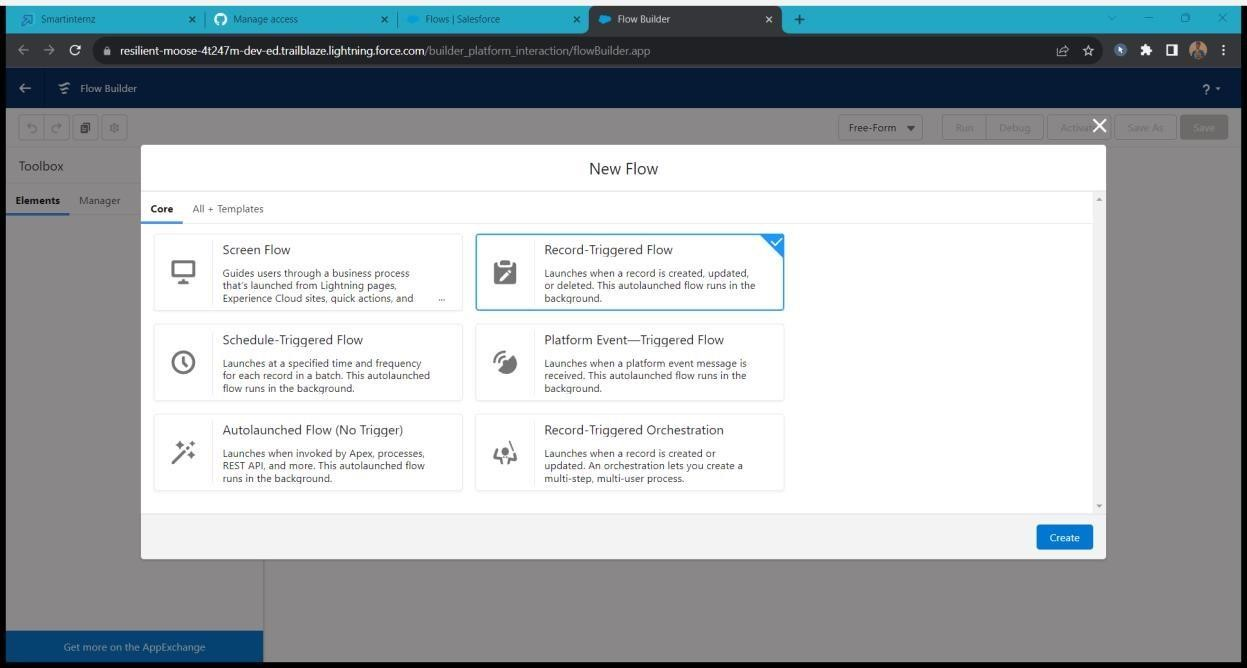 Smartinternz
Manage access
Flows | Salesforce
Flow Builder
resilient-moose-4t247m-dev-ed.trailblaze.lightning.force.com/builder_platform_interaction/flowBuilder.app
Flow Builder
?
Free-Form
Run
Debug
Activat
Save As
Save
Toolbox
New Flow
Elements
Manager
Core
All + Templates
Screen Flow
Guides users through a business process
that's launched from Lightning pages,
Experience Cloud sites, quick actions, and ...
Record-Triggered Flow
Launches when a record is created, updated,
or deleted. This autolaunched flow runs in the
background.
Schedule-Triggered Flow
Launches at a specified time and frequency
for each record in a batch. This autolaunched
flow runs in the background.
Platform Event—Triggered Flow
Launches when a platform event message is
received. This autolaunched flow runs in the
background.
Autolaunched Flow (No Trigger)
Launches when invoked by Apex, processes,
REST API, and more. This autolaunched flow
runs in the background.
Record-Triggered Orchestration
Launches when a record is created or
updated. An orchestration lets you create a
multi-step, multi-user process.
Create
Get more on the AppExchange